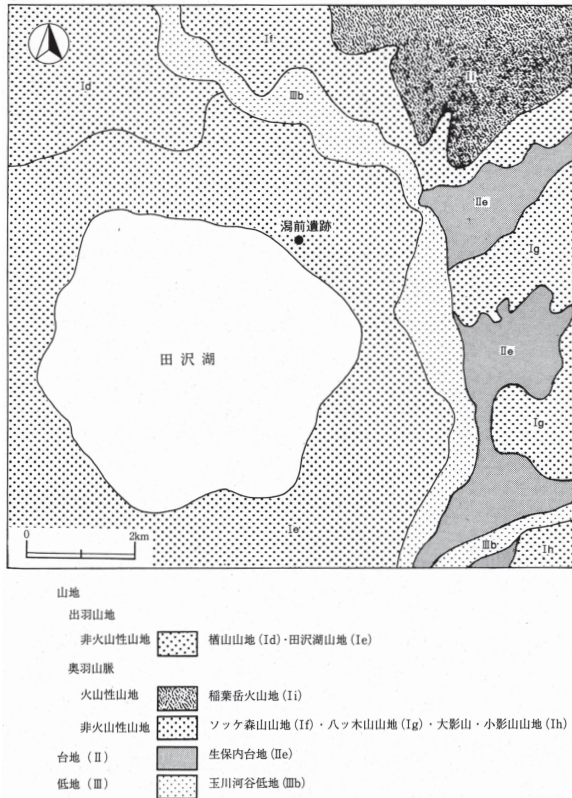 If
Id
Ⅲb
Ii
Ⅱe
潟前遺跡
Ig
田沢湖
Ⅱe
Ig
0
2km
Ie
Ⅲb
Ih
山地
出羽山地
非火山性山地 楢山山地(Id)・田沢湖山地(Ie)
奥羽山脈
火山性山地 稲葉岳火山地(Ii)
非火山性山地 ソッケ森山山地(If)・八ッ木山山地(Ig)・大影山・小影山山地(Ih)
台地(Ⅱ) 生保内台地(Ⅱe)
低地(Ⅲ) 玉川河谷低地(Ⅲb)